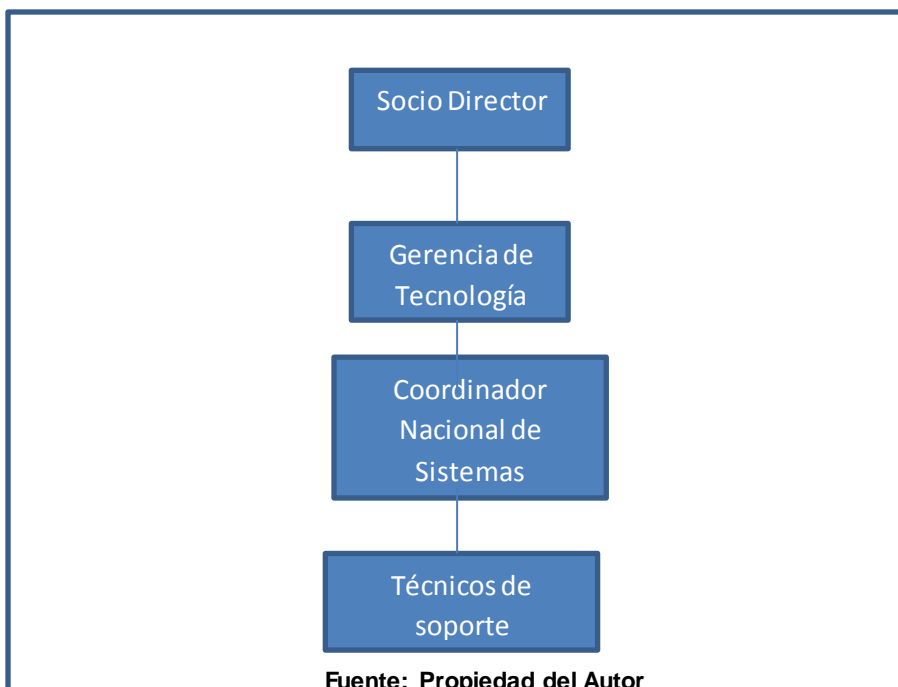 Socio Director
Gerencia de
Tecnología
Coordinador
Nacional de
Sistemas
Técnicos de
soporte
Fuente: Propiedad del Autor